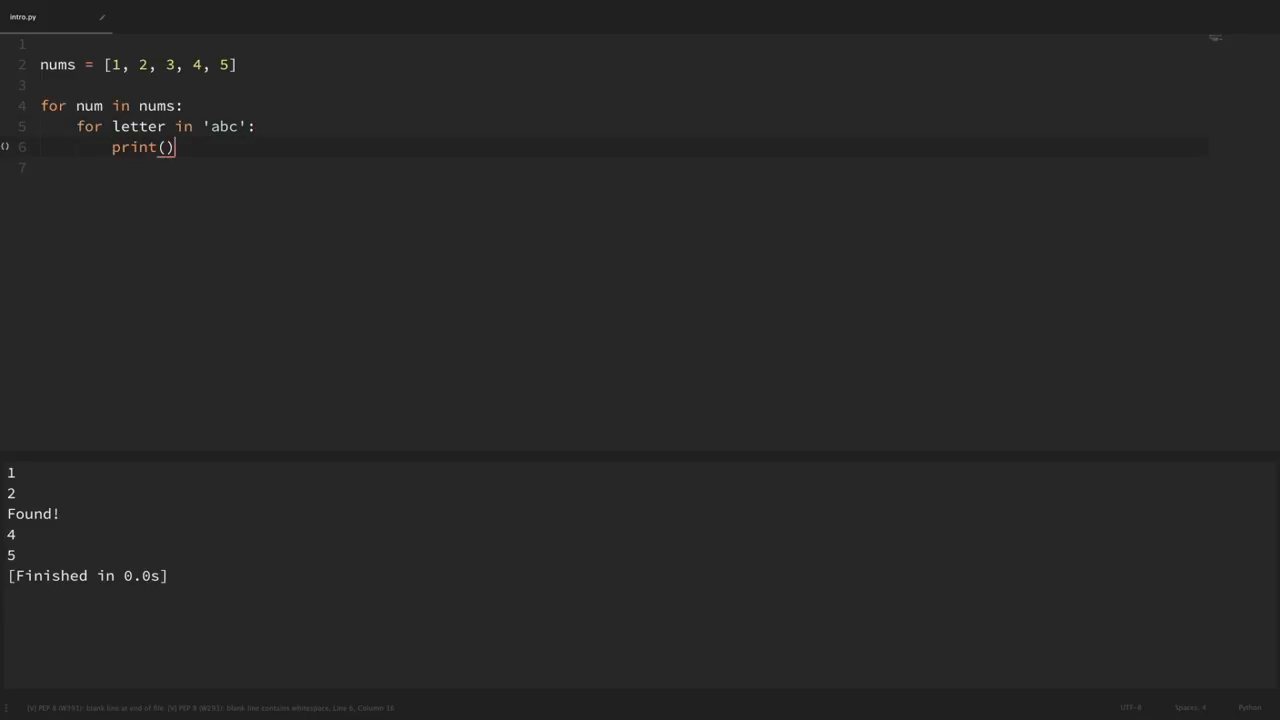 intro.py
1
2 nums = [1, 2, 3, 4, 5]
3
4 for num in nums:
5     for letter in 'abc':
() 6         print()
7
1
2
Found!
4
5
[Finished in 0.0s]
[V] PEP 8 (W391): blank line at end of file [V] PEP 8 (W293): blank line contains whitespace, Line 6, Column 16 UTF-8 Spaces, 4 Python